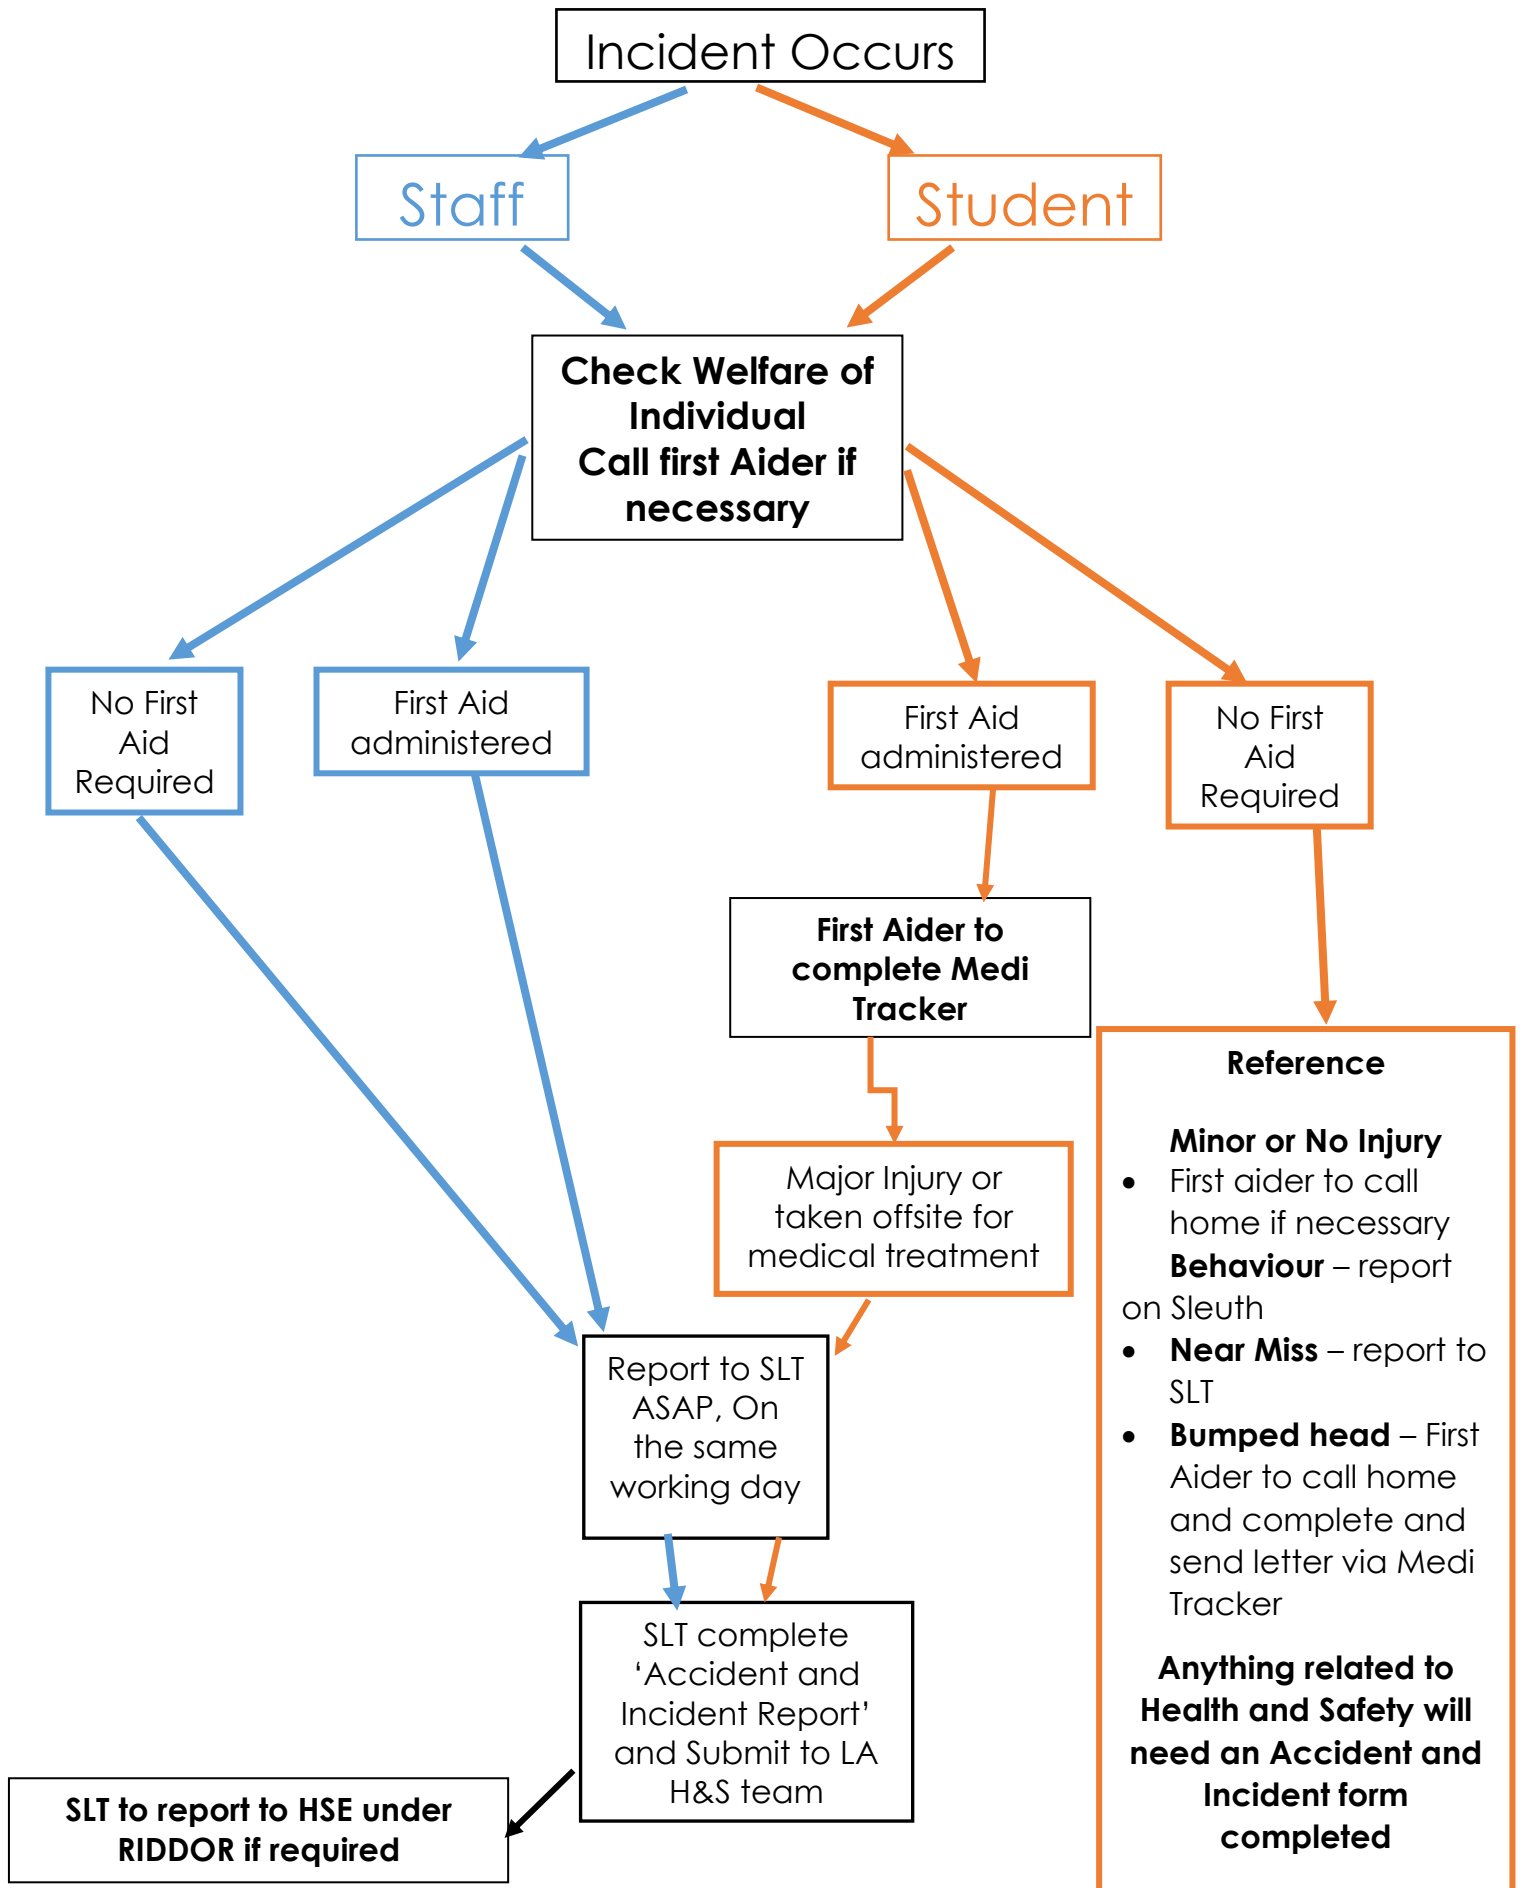 Incident Occurs
Staff
Student
Check Welfare of
Individual
Call first Aider if
necessary
No First
Aid
Required
First Aid
administered
First Aid
administered
No First
Aid
Required
First Aider to
complete Medi
Tracker
Major Injury or
taken offsite for
medical treatment
Report to SLT
ASAP, On
the same
working day
SLT complete
‘Accident and
Incident Report’
and Submit to LA
H&S team
SLT to report to HSE under
RIDDOR if required
Reference
Minor or No Injury
• First aider to call
home if necessary
Behaviour – report
on Sleuth
• Near Miss – report to
SLT
• Bumped head – First
Aider to call home
and complete and
send letter via Medi
Tracker
Anything related to
Health and Safety will
need an Accident and
Incident form
completed